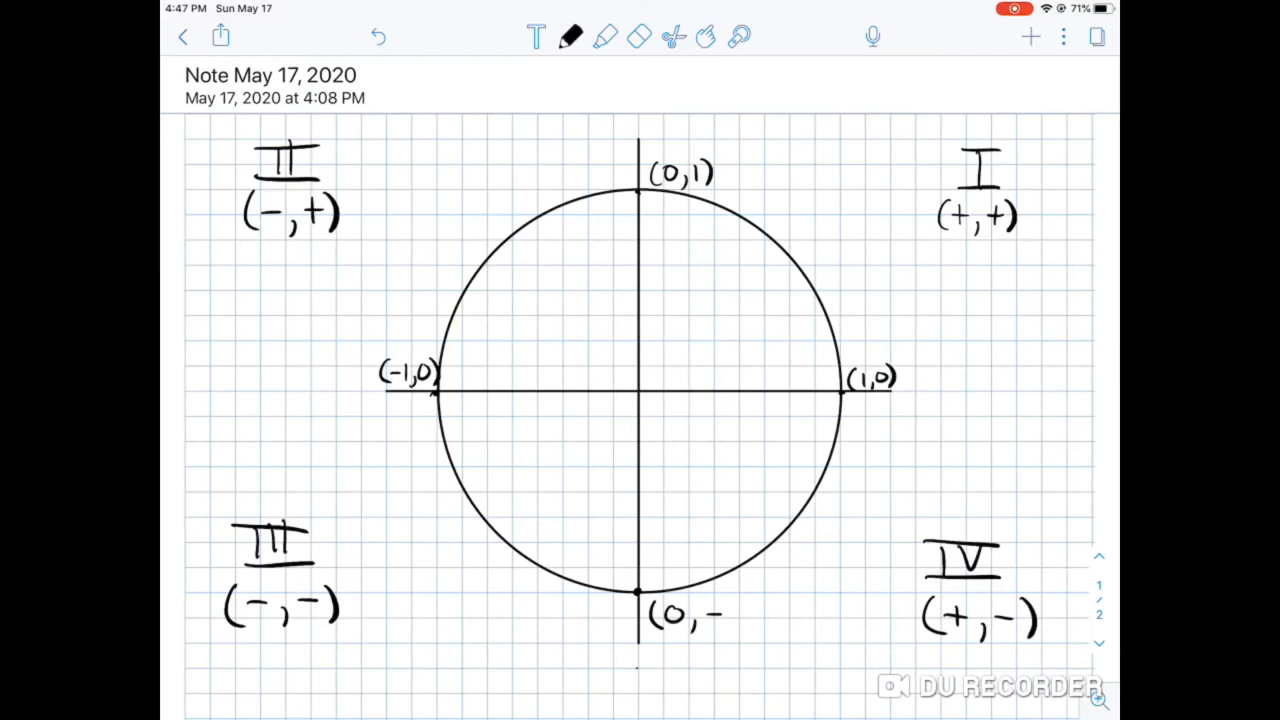 4:47 PM Sun May 17
71%
T
Note May 17, 2020
May 17, 2020 at 4:08 PM
II
(-,+)
(0,1)
I
(+,+)
(-1,0)
(1,0)
III
(-,-)
(0,-
IV
(+,-)
1
2
DU RECORDER